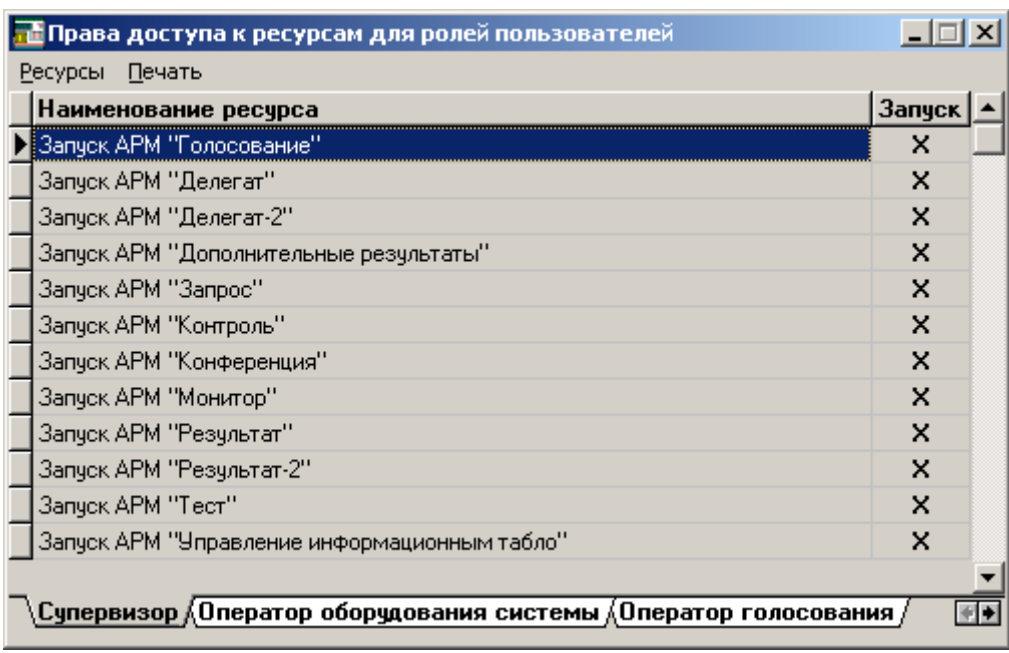 Права доступа к ресурсам для ролей пользователей
Ресурсы Печать
Наименование ресурса Запуск
Запуск АРМ "Голосование" X
Запуск АРМ "Делегат" X
Запуск АРМ "Делегат-2" X
Запуск АРМ "Дополнительные результаты" X
Запуск АРМ "Запрос" X
Запуск АРМ "Контроль" X
Запуск АРМ "Конференция" X
Запуск АРМ "Монитор" X
Запуск АРМ "Результат" X
Запуск АРМ "Результат-2" X
Запуск АРМ "Тест" X
Запуск АРМ "Управление информационным табло" X
Супервизор Оператор оборудования системы Оператор голосования